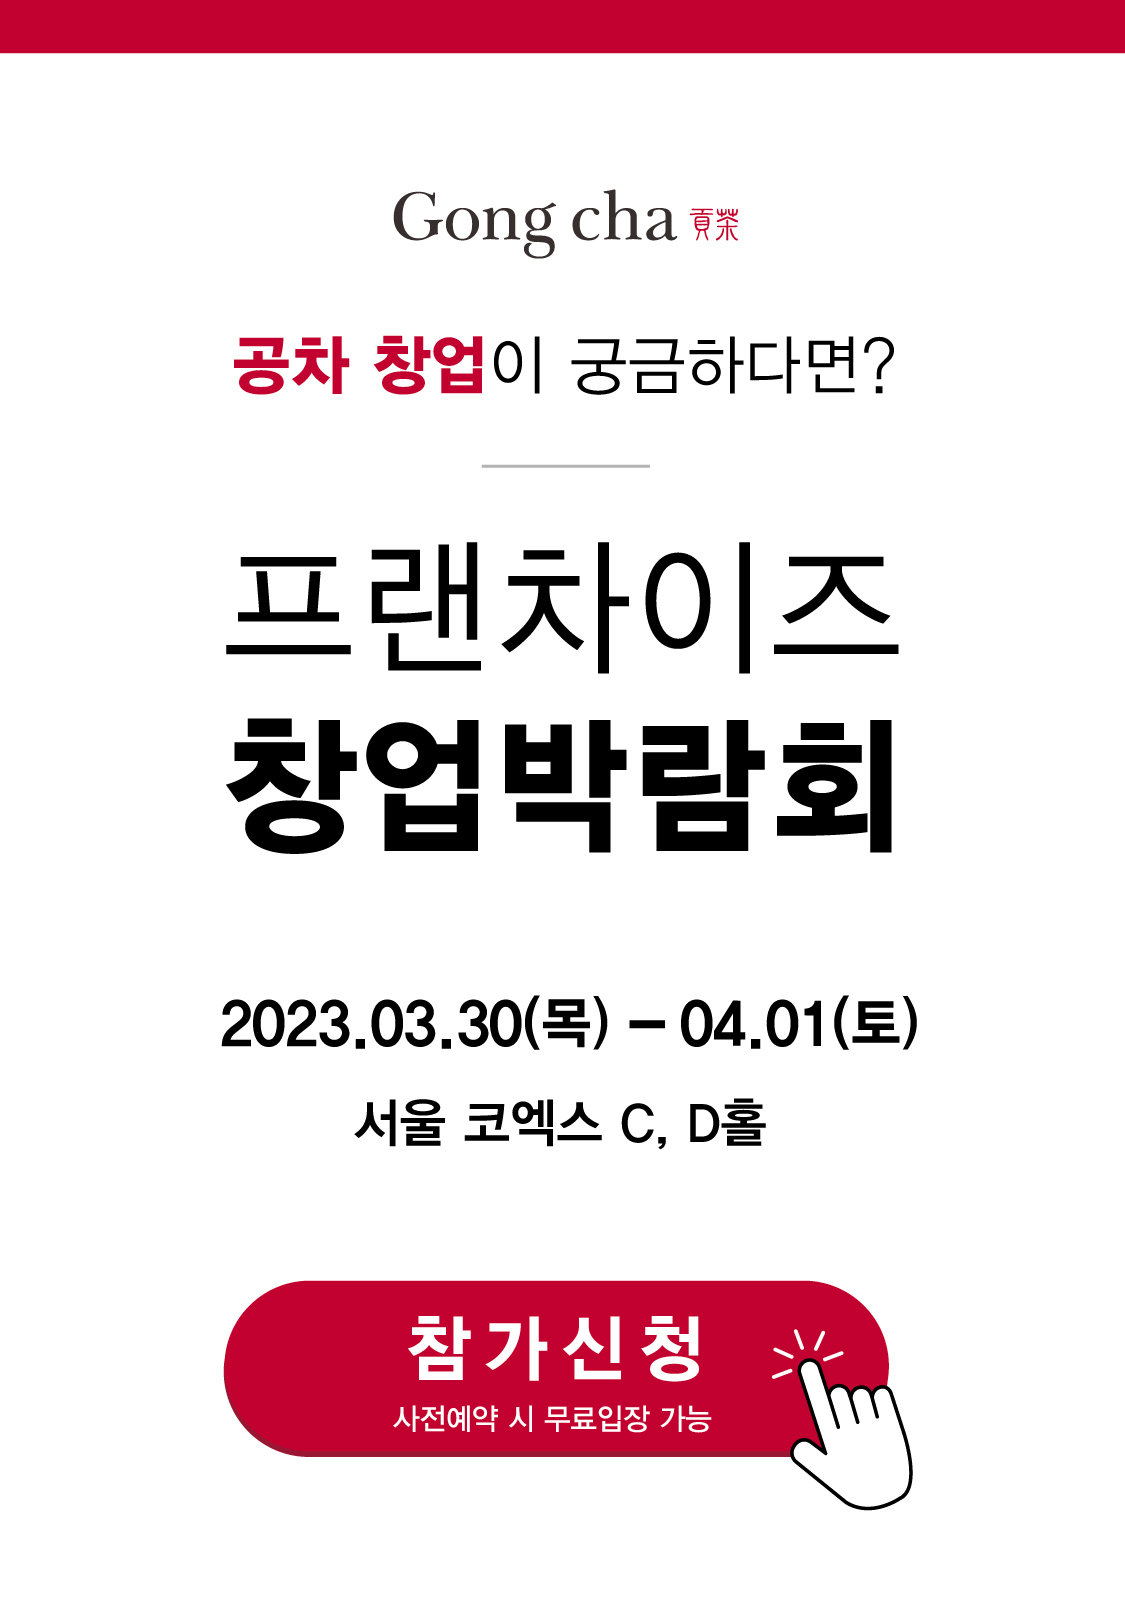 Gong cha 貢茶
공차 창업이 궁금하다면?
프랜차이즈
창업박람회
2023.03.30(목) – 04.01(토)
서울 코엑스 C, D홀
참가신청
사전예약 시 무료입장 가능